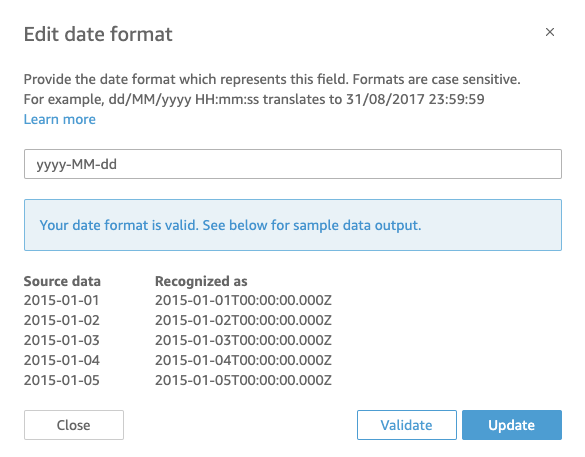 Edit date format
Provide the date format which represents this field. Formats are case sensitive.
For example, dd/MM/yyyy HH:mm:ss translates to 31/08/2017 23:59:59
Learn more
yyyy-MM-dd
Your date format is valid. See below for sample data output.
Source data Recognized as
2015-01-01 2015-01-01T00:00:00.000Z
2015-01-02 2015-01-02T00:00:00.000Z
2015-01-03 2015-01-03T00:00:00.000Z
2015-01-04 2015-01-04T00:00:00.000Z
2015-01-05 2015-01-05T00:00:00.000Z
Close Validate Update